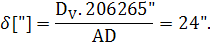 δ["] = D_V. 206265" / AD = 24".